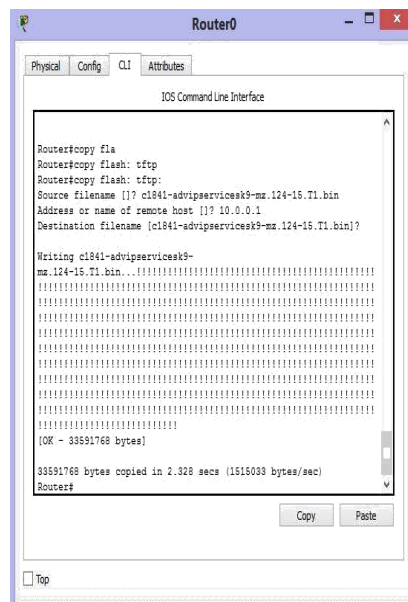 Router0
Physical Config CLI Attributes
IOS Command Line Interface
Router#copy fla
Router#copy flash: tftp
Router#copy flash: tftp:
Source filename []? c1841-advipservicesk9-mz.124-15.T1.bin
Address or name of remote host []? 10.0.0.1
Destination filename [c1841-advipservicesk9-mz.124-15.T1.bin]?
Writing c1841-advipservicesk9-
mz.124-15.T1.bin...!!!!!!!!!!!!!!!!!!!!!!!!!!!!!!!!!!!!!!!
!!!!!!!!!!!!!!!!!!!!!!!!!!!!!!!!!!!!!!!!!!!!!!!!!!!!!!!!!!
!!!!!!!!!!!!!!!!!!!!!!!!!!!!!!!!!!!!!!!!!!!!!!!!!!!!!!!!!!
!!!!!!!!!!!!!!!!!!!!!!!!!!!!!!!!!!!!!!!!!!!!!!!!!!!!!!!!!!
!!!!!!!!!!!!!!!!!!!!!!!!!!!!!!!!!!!!!!!!!!!!!!!!!!!!!!!!!!
!!!!!!!!!!!!!!!!!!!!!!!!!!!!!!!!!!!!!!!!!!!!!!!!!!!!!!!!!!
!!!!!!!!!!!!!!!!!!!!!!!!!!!!!!!!!!!!!!!!!!!!!!!!!!!!!!!!!!
!!!!!!!!!!!!!!!!!!!!!!!!!!!!!!!!!!!!!!!!!!!!!!!!!!!!!!!!!!
!!!!!!!!!!!!!!!!!!!!!!!!!!!!!!!!!!!!!!!!!!!!!!!!!!!!!!!!!!
!!!!!!!!!!!!!!!!!!!!!!!!!!!!!!!!!!!!!!!!!!!!!!!!!!!!!!!!!!
!!!!!!!!!!!!!!!!!!!!!!!!
[OK - 33591768 bytes]
33591768 bytes copied in 2.328 secs (1515033 bytes/sec)
Router#
Copy Paste
Top